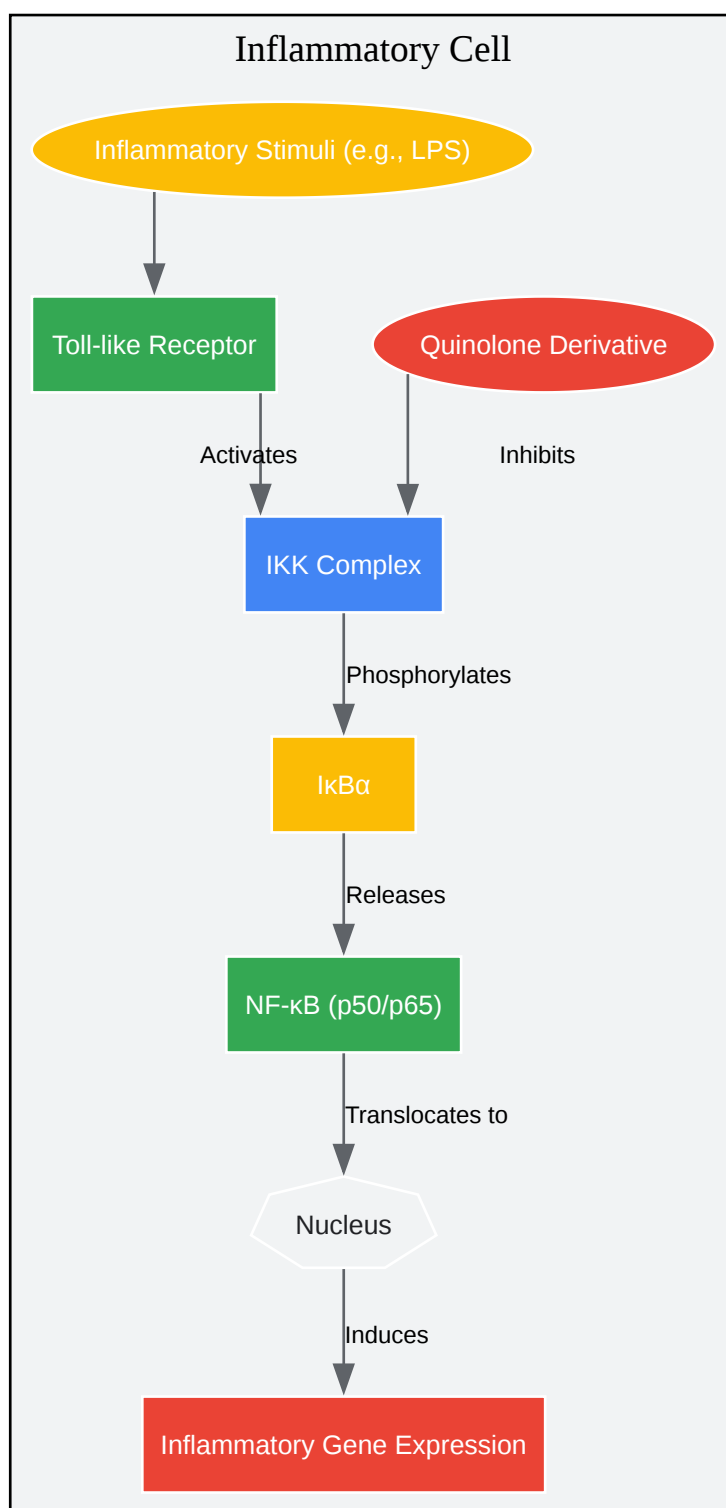 Inflammatory Cell
Inflammatory Stimuli (e.g., LPS)
Toll-like Receptor
Quinolone Derivative
Activates
Inhibits
IKK Complex
Phosphorylates
IκBα
Releases
NF-κB (p50/p65)
Translocates to
Nucleus
Induces
Inflammatory Gene Expression